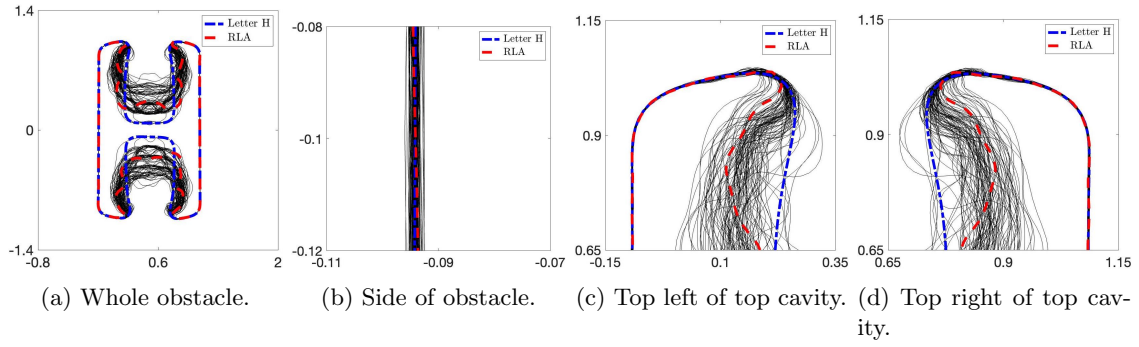 1.4
0
-1.4
-0.8
0.6
2
Letter H
RLA
(a) Whole obstacle.
-0.08
-0.1
-0.12
-0.11
-0.09
-0.07
Letter H
RLA
(b) Side of obstacle.
1.15
0.9
0.65
-0.15
0.1
0.35
Letter H
RLA
(c) Top left of top cavity.
1.15
0.9
0.65
0.65
0.9
1.15
Letter H
RLA
(d) Top right of top cav-
ity.